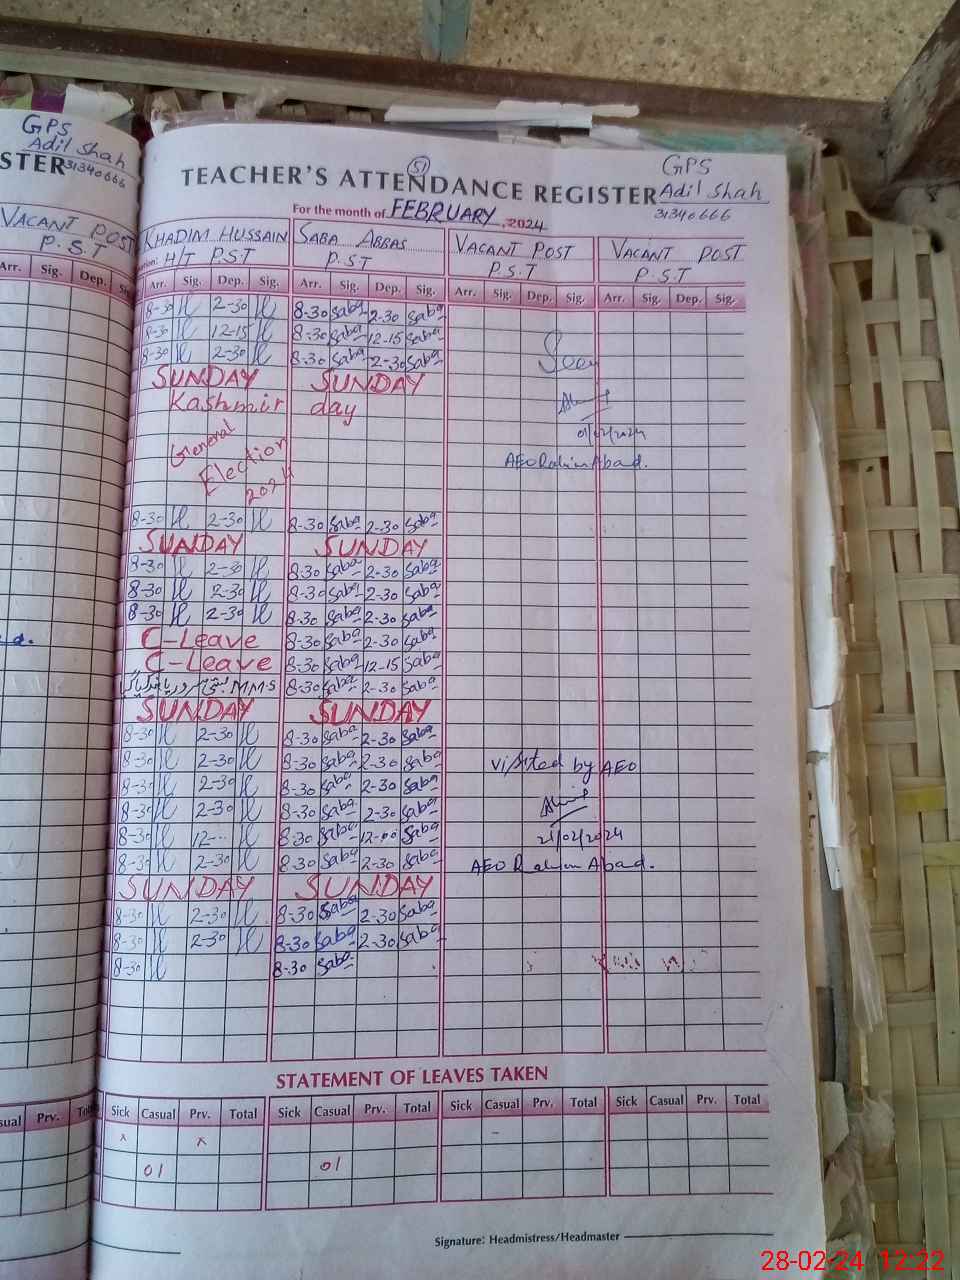 GPS
Adil Shah
31340666
STER
VACANT POST
P.S.T
Arr. Sig. Dep.
51
GPS
TEACHER'S ATTENDANCE REGISTER Adil Shah
For the month of FEBRUARY 2024 31340666
KHADIM HUSSAIN SABA ABBAS VACANT POST VACANT POST
H/T P.S.T P.S.T P.S.T P.S.T
Arr. Sig. Dep. Sig. Arr. Sig. Dep. Sig. Arr. Sig. Dep. Sig. Arr. Sig. Dep. Sig.
8-30 2-30 8-30 Saba 2-30 Saba
8-30 12-15 8-30 Saba 12-15 Saba
8-30 2-30 8-30 Saba 2-30 Saba
SUNDAY SUNDAY
Kashmir day
01/02/2024
General
Election
2024
AEO Rahim Abad.
8-30 2-30 8-30 Saba 2-30 Saba
SUNDAY SUNDAY
8-30 2-30 8-30 Saba 2-30 Saba
8-30 2-30 8-30 Saba 2-30 Saba
8-30 2-30 8-30 Saba 2-30 Saba
C-Leave 8-30 Saba 2-30 Saba
C-Leave 8-30 Saba 12-15 Saba
M.M.S 8-30 Saba 2-30 Saba
SUNDAY SUNDAY
8-30 2-30 8-30 Saba 2-30 Saba
8-30 2-30 8-30 Saba 2-30 Saba visited by AEO
8-30 2-30 8-30 Saba 2-30 Saba
8-30 2-30 8-30 Saba 2-30 Saba
8-30 12-.. 8-30 Saba 12-00 Saba 21/02/2024
8-30 2-30 8-30 Saba 2-30 Saba AEO Rahim Abad.
SUNDAY SUNDAY
8-30 2-30 8-30 Saba 2-30 Saba
8-30 2-30 8-30 Saba 2-30 Saba
8-30 8-30 Saba
STATEMENT OF LEAVES TAKEN
Prv. Sick Casual Prv. Total Sick Casual Prv. Total Sick Casual Prv. Total Sick Casual Prv. Total
x x -
01 01
Signature: Headmistress/Headmaster
28-02-24 12:22